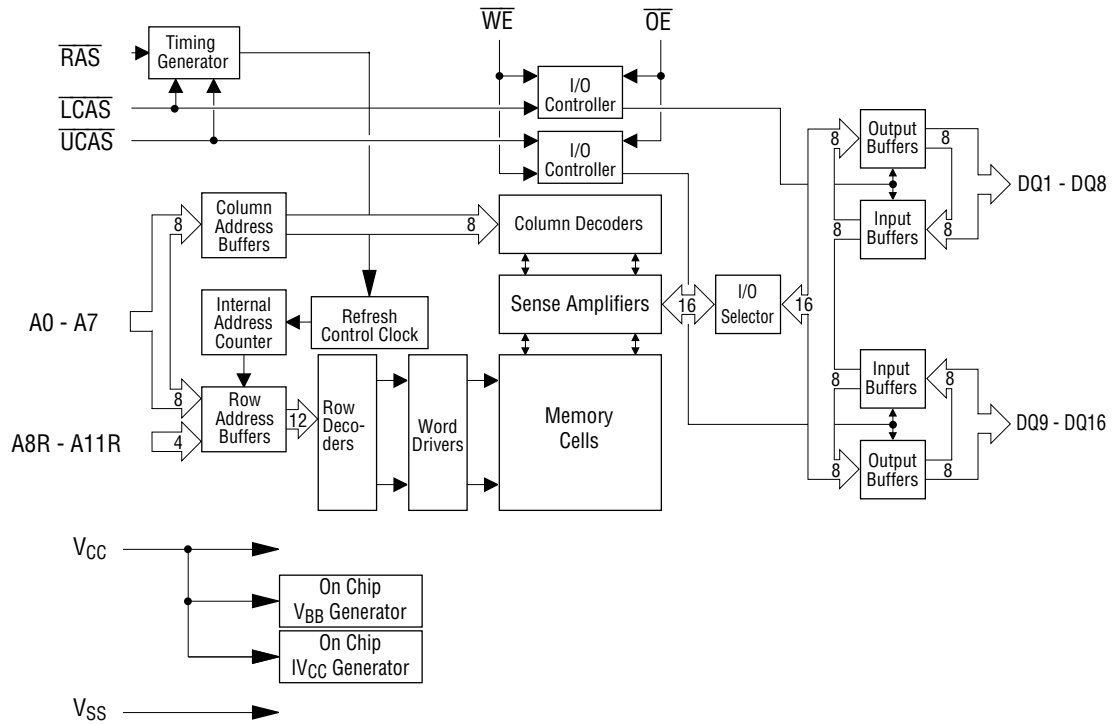 WE
OE
RAS
Timing
Generator
I/O
Controller
LCAS
UCAS
I/O
Controller
8
Output
Buffers
8
DQ1 - DQ8
8
Input
Buffers
8
8
Column
Address
Buffers
8
Column Decoders
A0 - A7
Internal
Address
Counter
Refresh
Control Clock
Sense Amplifiers
16
I/O
Selector
16
8
Row
Address
Buffers
12
Row
Deco-
ders
Word
Drivers
Memory
Cells
A8R - A11R
4
8
Input
Buffers
8
DQ9 - DQ16
8
Output
Buffers
8
VCC
On Chip
VBB Generator
On Chip
IVCC Generator
VSS